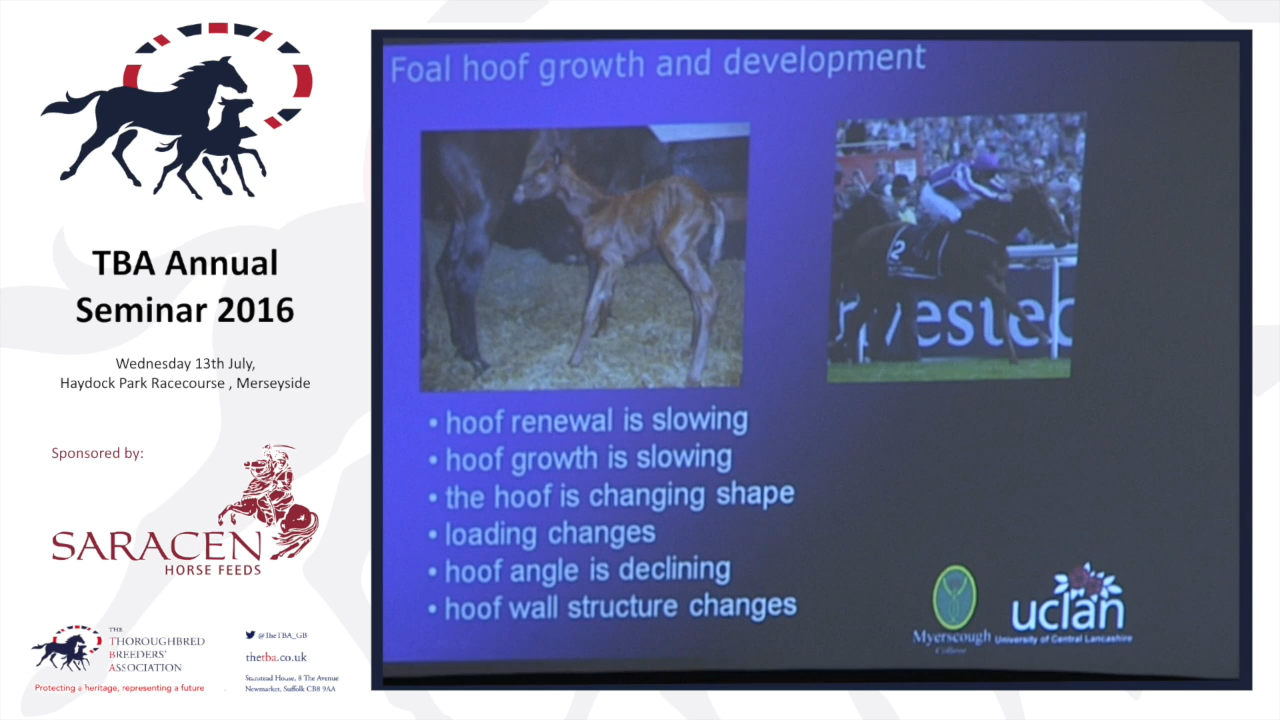 TBA Annual
Seminar 2016
Wednesday 13th July,
Haydock Park Racecourse , Merseyside
Sponsored by:
SARACEN
HORSE FEEDS
THE
THOROUGHBRED
BREEDERS'
ASSOCIATION
Protecting a heritage, representing a future
@TheTBA_GB
thetba.co.uk
Stanstead House, 8 The Avenue
Newmarket, Suffolk CB8 9AA
Foal hoof growth and development
2
• hoof renewal is slowing
• hoof growth is slowing
• the hoof is changing shape
• loading changes
• hoof angle is declining
• hoof wall structure changes
Myerscough
College
uclan
University of Central Lancashire